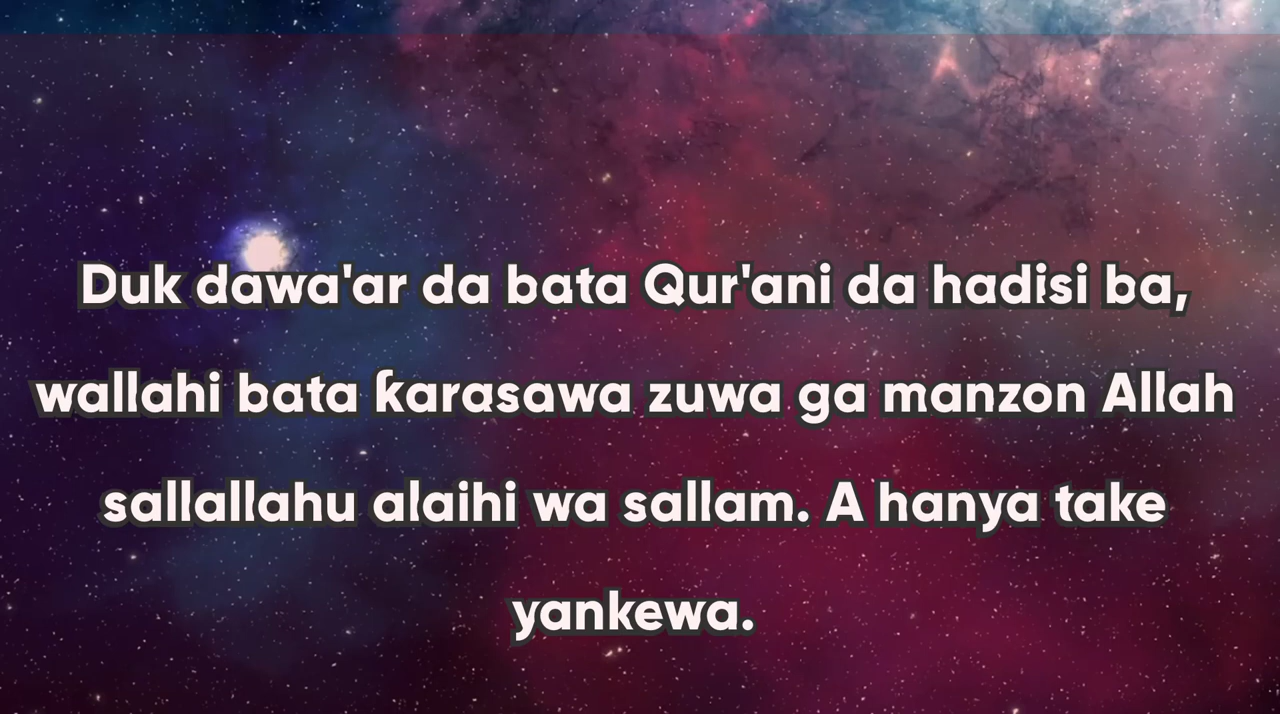 Duk dawa'ar da bata Qur'ani da hadisi ba,
wallahi bata ƙarasawa zuwa ga manzon Allah
sallallahu alaihi wa sallam. A hanya take
yankewa.